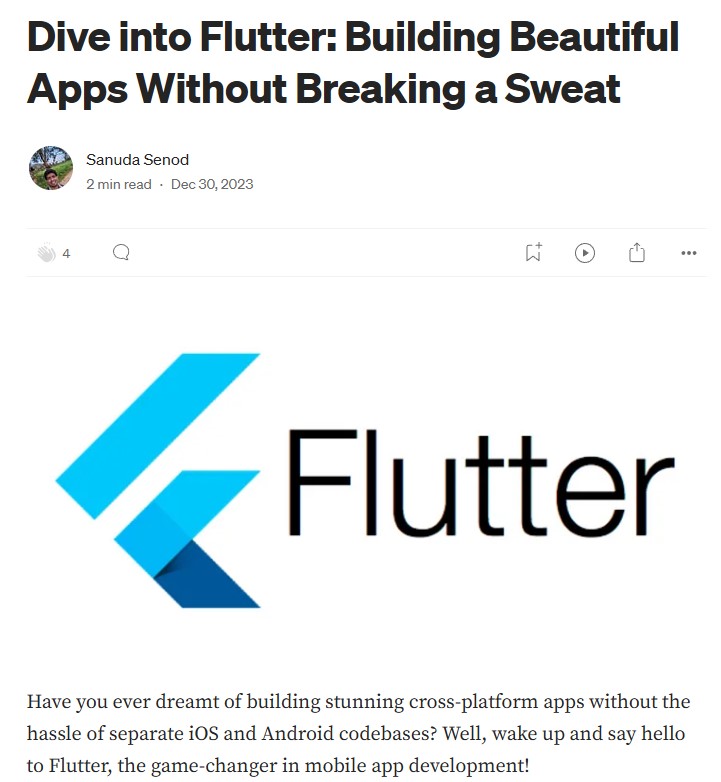 Dive into Flutter: Building Beautiful
Apps Without Breaking a Sweat
Sanuda Senod
2 min read · Dec 30, 2023
4
Flutter
Have you ever dreamt of building stunning cross-platform apps without the
hassle of separate iOS and Android codebases? Well, wake up and say hello
to Flutter, the game-changer in mobile app development!